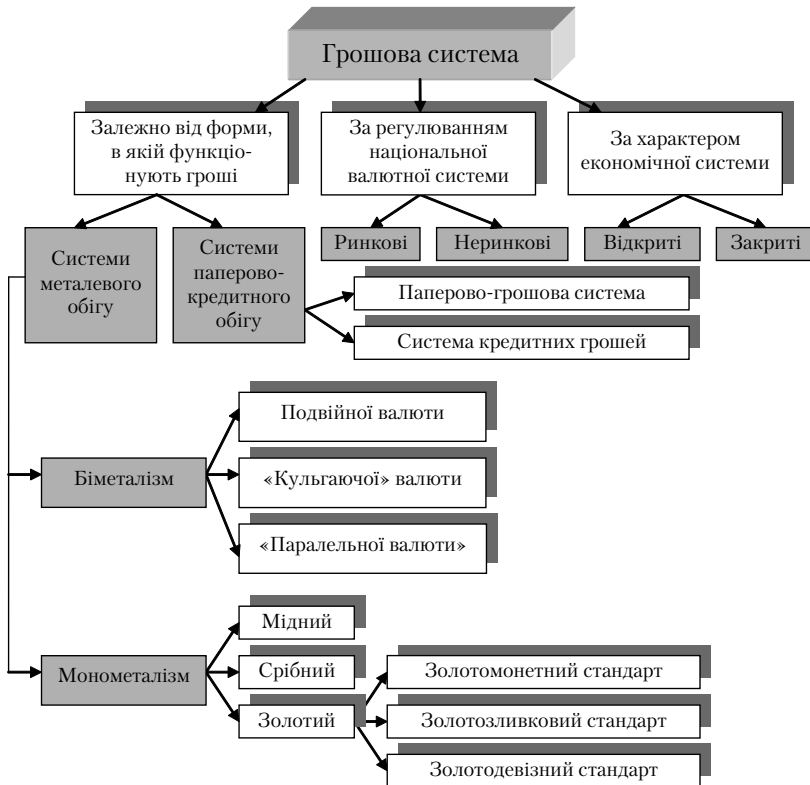 Грошова система
Залежно від форми,
в якій функціо-
нують гроші
За регулюванням
національної
валютної системи
За характером
економічної системи
Системи
металевого
обігу
Системи
паперово-
кредитного
обігу
Ринкові
Неринкові
Відкриті
Закриті
Паперово-грошова система
Система кредитних грошей
Біметалізм
Подвійної валюти
«Кульгаючої» валюти
«Паралельної валюти»
Монометалізм
Мідний
Срібний
Золотий
Золотомонетний стандарт
Золотозливковий стандарт
Золотодевізний стандарт